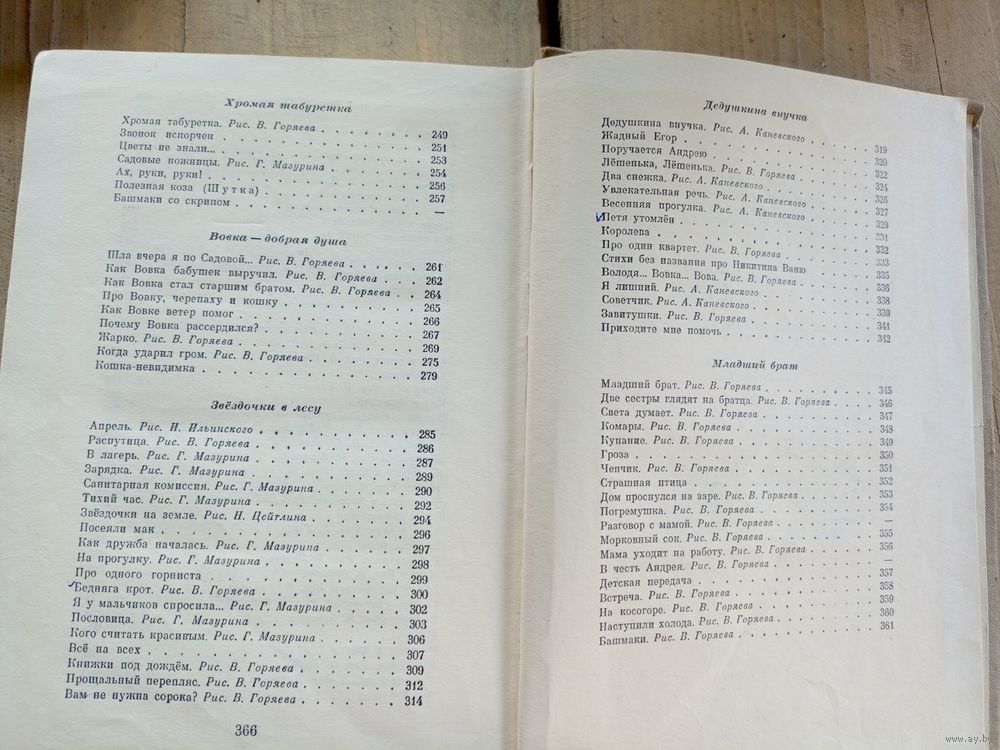 Хромая табуретка
Хромая табуретка. Рис. В. Горяева . . . . . . 249
Звонок испорчен . . . . . . 251
Цветы не знали... . . . . . . 253
Садовые ножницы. Рис. Г. Мазурина . . . . . . 254
Ах, руки, руки! . . . . . . 256
Полезная коза (Шутка) . . . . . . 257
Башмаки со скрипом . . . . . . —
Вовка — добрая душа
Шла вчера я по Садовой... Рис. В. Горяева . . . . . . 261
Как Вовка бабушек выручил. Рис. В. Горяева . . . . . . 262
Как Вовка стал старшим братом. Рис. В. Горяева . . . 264
Про Вовку, черепаху и кошку . . . . . . 265
Как Вовке ветер помог . . . . . . 266
Почему Вовка рассердился? . . . . . . 267
Жарко. Рис. В. Горяева . . . . . . 269
Когда ударил гром. Рис. В. Горяева . . . . . . 275
Кошка-невидимка . . . . . . 279
Звёздочки в лесу
Апрель. Рис. И. Ильинского . . . . . . 285
Распутица. Рис. В. Горяева . . . . . . 286
В лагерь. Рис. Г. Мазурина . . . . . . 287
Зарядка. Рис. Г. Мазурина . . . . . . 289
Санитарная комиссия. Рис. Г. Мазурина . . . . . . 290
Тихий час. Рис. Г. Мазурина . . . . . . 292
Звёздочки на земле. Рис. Н. Цейтлина . . . . . . 294
Посеяли мак . . . . . . 296
Как дружба началась. Рис. Г. Мазурина . . . . . . 297
На прогулку. Рис. Г. Мазурина . . . . . . 298
Про одного горниста . . . . . . 299
Бедняга крот. Рис. В. Горяева . . . . . . 300
Я у мальчиков спросила... Рис. Г. Мазурина . . . . . . 302
Пословица. Рис. Г. Мазурина . . . . . . 303
Кого считать красивым. Рис. Г. Мазурина . . . . . . 306
Всё на всех . . . . . . 307
Книжки под дождём. Рис. В. Горяева . . . . . . 309
Прощальный перепляс. Рис. В. Горяева . . . . . . 312
Вам не нужна сорока? Рис. В. Горяева . . . . . . 314
366
Дедушкина внучка
Дедушкина внучка. Рис. А. Каневского . . . . . . 319
Жадный Егор . . . . . . 320
Поручается Андрею . . . . . . 322
Лёшенька, Лёшенька. Рис. В. Горяева . . . . . . 324
Два снежка. Рис. А. Каневского . . . . . . 326
Увлекательная речь. Рис. А. Каневского . . . . . . 327
Весенняя прогулка. Рис. А. Каневского . . . . . . 329
Петя утомлён . . . . . . 231
Королева . . . . . . 332
Про один квартет. Рис. В. Горяева . . . . . . 333
Стихи без названия про Никитина Ваню . . . . . . 335
Володя... Вовка... Вова. Рис. В. Горяева . . . . . . 336
Я лишний. Рис. А. Каневского . . . . . . 338
Советчик. Рис. А. Каневского . . . . . . 339
Завитушки. Рис. В. Горяева . . . . . . 341
Приходите мне помочь . . . . . . 342
Младший брат
Младший брат. Рис. В. Горяева . . . . . . 345
Две сестры глядят на братца. Рис. В. Горяева . . . . 346
Света думает. Рис. В. Горяева . . . . . . 347
Комары. Рис. В. Горяева . . . . . . 348
Купание. Рис. В. Горяева . . . . . . 349
Гроза . . . . . . 350
Чепчик. Рис. В. Горяева . . . . . . 351
Страшная птица . . . . . . 352
Дом проснулся на заре. Рис. В. Горяева . . . . . . 353
Погремушка. Рис. В. Горяева . . . . . . 354
Разговор с мамой. Рис. В. Горяева . . . . . . —
Морковный сок. Рис. В. Горяева . . . . . . 355
Мама уходит на работу. Рис. В. Горяева . . . . . . 356
В честь Андрея. Рис. В. Горяева . . . . . . —
Детская передача . . . . . . 357
Встреча. Рис. В. Горяева . . . . . . 358
На косогоре. Рис. В. Горяева . . . . . . 359
Наступили холода. Рис. В. Горяева . . . . . . 360
Башмаки. Рис. В. Горяева . . . . . . 361
www.ay.by